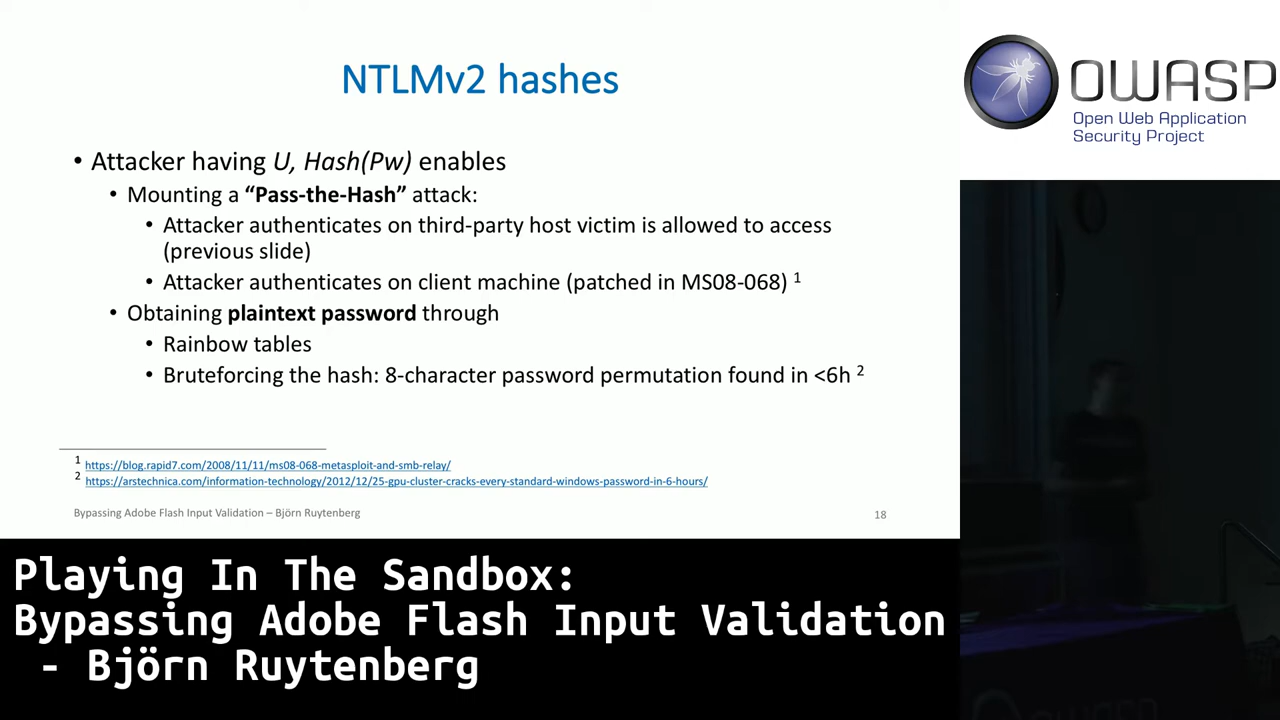 NTLMv2 hashes
• Attacker having U, Hash(Pw) enables
• Mounting a “Pass-the-Hash” attack:
• Attacker authenticates on third-party host victim is allowed to access
(previous slide)
• Attacker authenticates on client machine (patched in MS08-068) 1
• Obtaining plaintext password through
• Rainbow tables
• Bruteforcing the hash: 8-character password permutation found in <6h 2
1 https://blog.rapid7.com/2008/11/11/ms08-068-metasploit-and-smb-relay/
2 https://arstechnica.com/information-technology/2012/12/25-gpu-cluster-cracks-every-standard-windows-password-in-6-hours/
Bypassing Adobe Flash Input Validation – Björn Ruytenberg
18
OWASP
Open Web Application
Security Project
Playing In The Sandbox:
Bypassing Adobe Flash Input Validation
- Björn Ruytenberg
OWASP